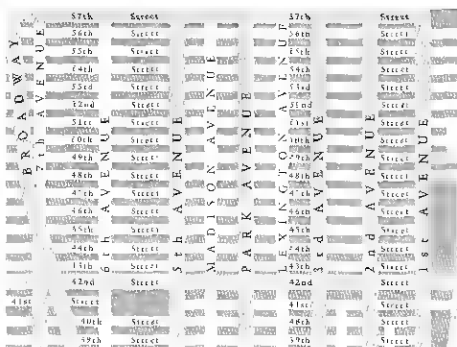 57th Street 57th Street
56th Street 56th Street
55th Street 55th Street
54th Street 54th Street
53rd Street 53rd Street
52nd Street 52nd Street
51st Street 51st Street
50th Street 50th Street
49th Street 49th Street
48th Street 48th Street
47th Street 47th Street
46th Street 46th Street
45th Street 45th Street
44th Street 44th Street
43th Street 43th Street
42nd Street 42nd Street
41st Street 41st Street
40th Street 40th Street
39th Street 39th Street
BROADWAY
7th AVENUE
6th AVENUE
5th AVENUE
MADISON AVENUE
PARK AVENUE
LEXINGTON AVENUE
3rd AVENUE
2nd AVENUE
1st AVENUE